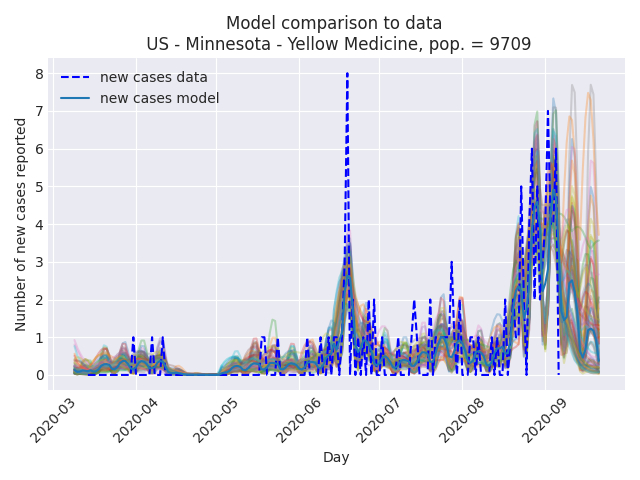 Model comparison to data
US - Minnesota - Yellow Medicine, pop. = 9709
new cases data
new cases model
Number of new cases reported
8
7
6
5
4
3
2
1
0
2020-03
2020-04
2020-05
2020-06
2020-07
2020-08
2020-09
Day